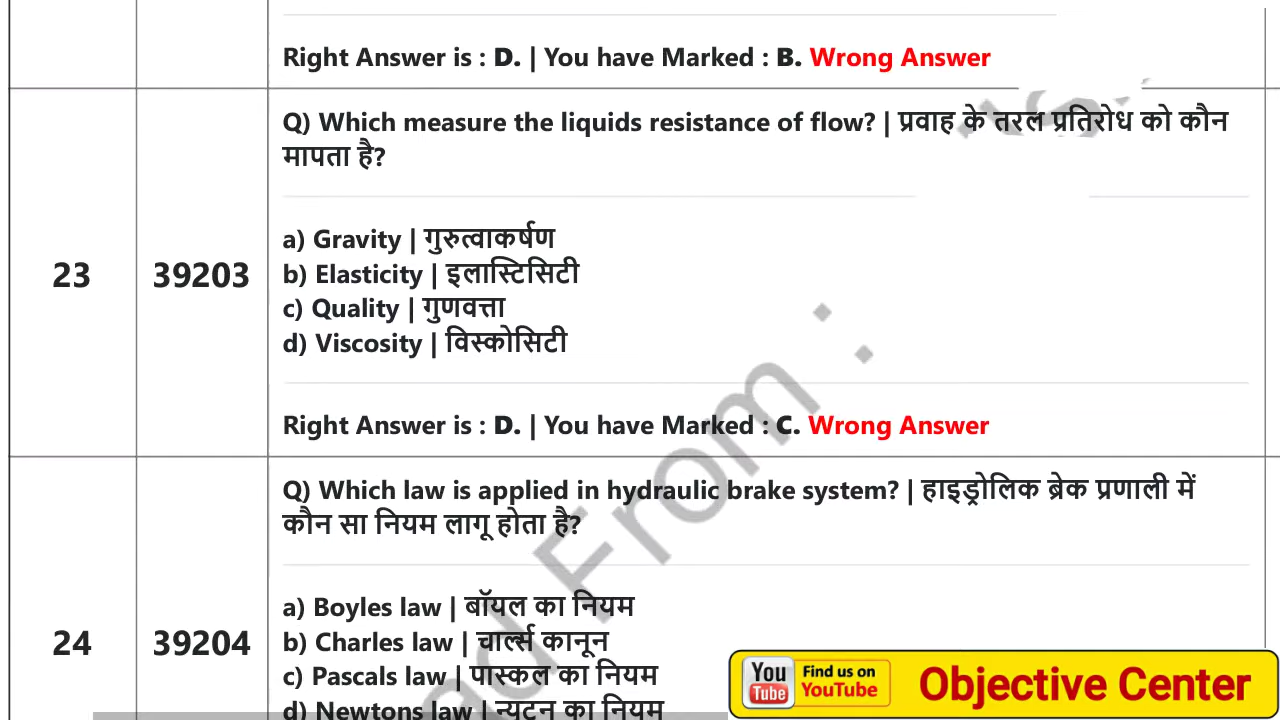 Right Answer is : D. | You have Marked : B. Wrong Answer
Q) Which measure the liquids resistance of flow? | प्रवाह के तरल प्रतिरोध को कौन
मापता है?
a) Gravity | गुरुत्वाकर्षण
b) Elasticity | इलास्टिसिटी
c) Quality | गुणवत्ता
d) Viscosity | विस्कोसिटी
23
39203
Right Answer is : D. | You have Marked : C. Wrong Answer
Q) Which law is applied in hydraulic brake system? | हाइड्रोलिक ब्रेक प्रणाली में
कौन सा नियम लागू होता है?
a) Boyles law | बॉयल का नियम
b) Charles law | चार्ल्स कानून
c) Pascals law | पास्कल का नियम
d) Newtons law | न्यूटन का नियम
24
39204
From :
You
Tube
Find us on
YouTube
Objective Center